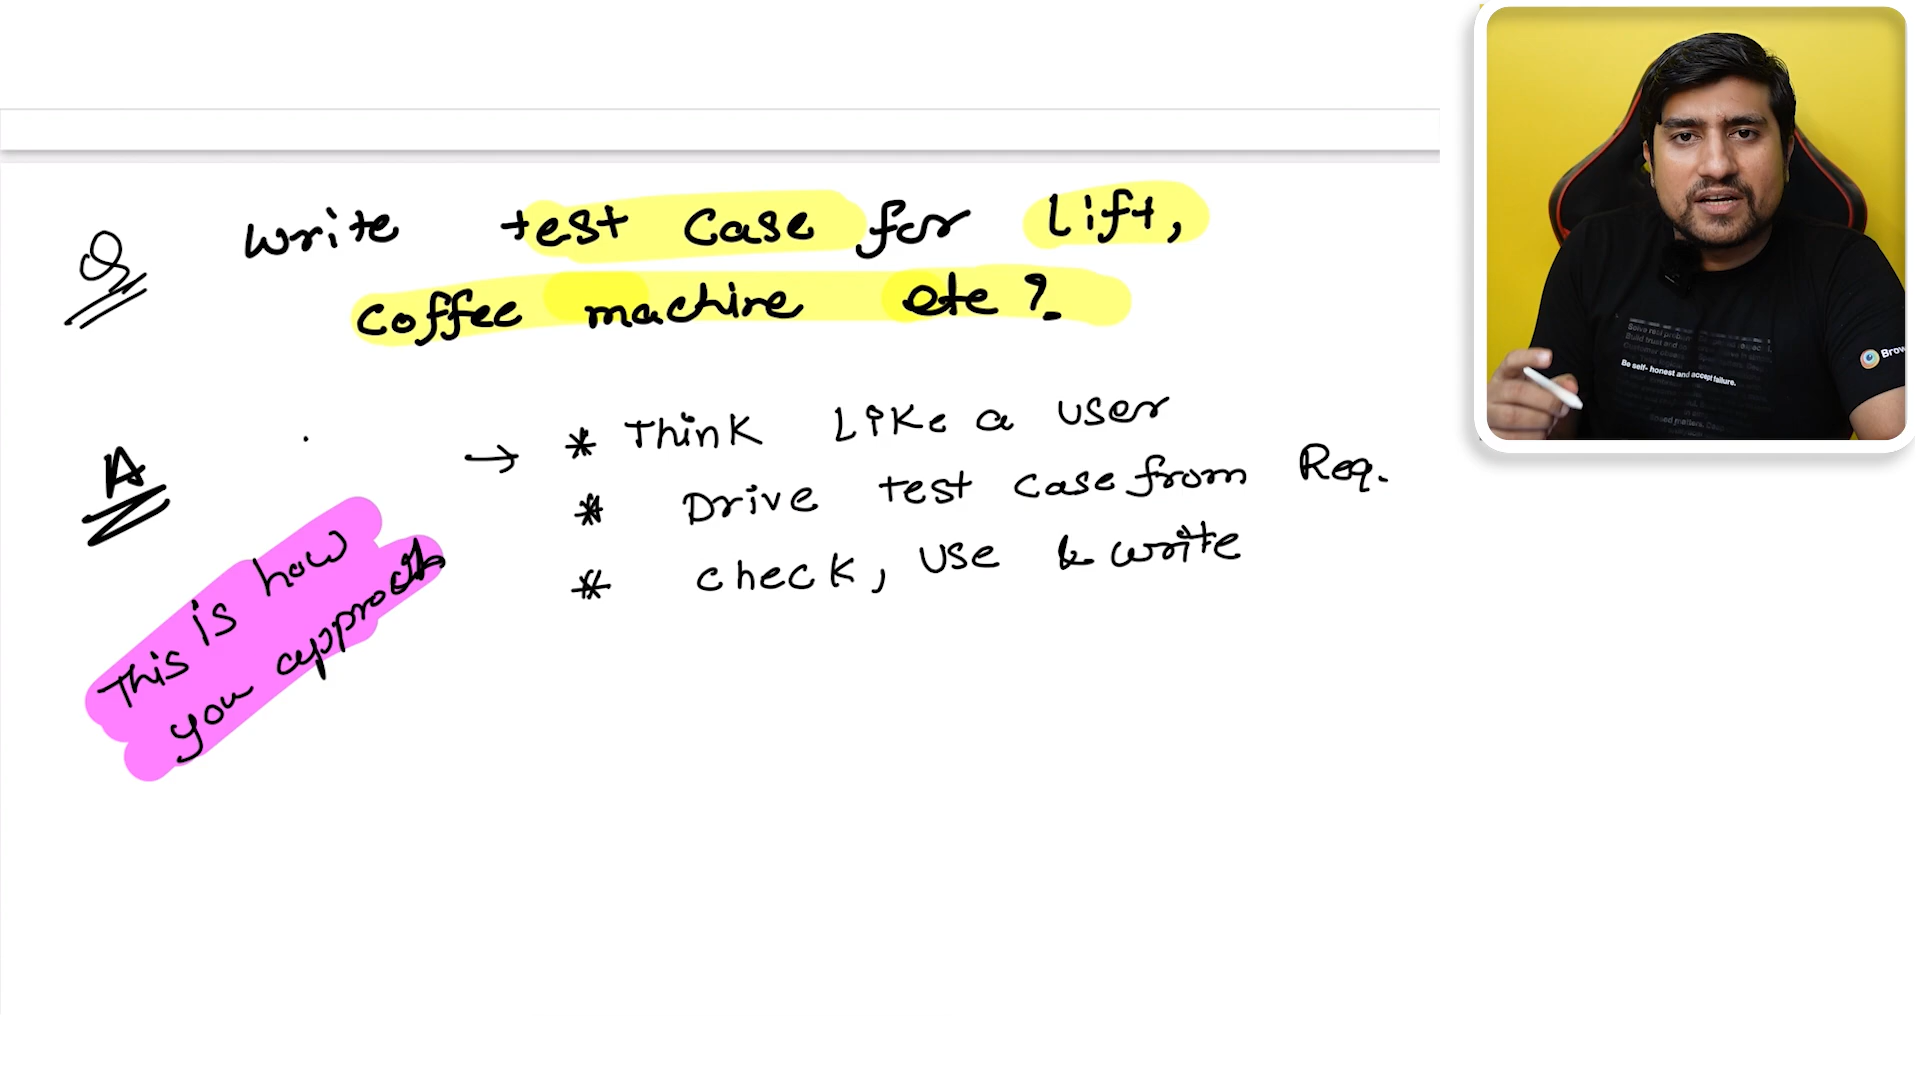 Q
Write test case for Lift,
coffee machine etc?
A
→ * Think Like a user
* Drive test case from Req.
* check, use & write
This is how
you approach
Be self- honest and accept failure.
Brow